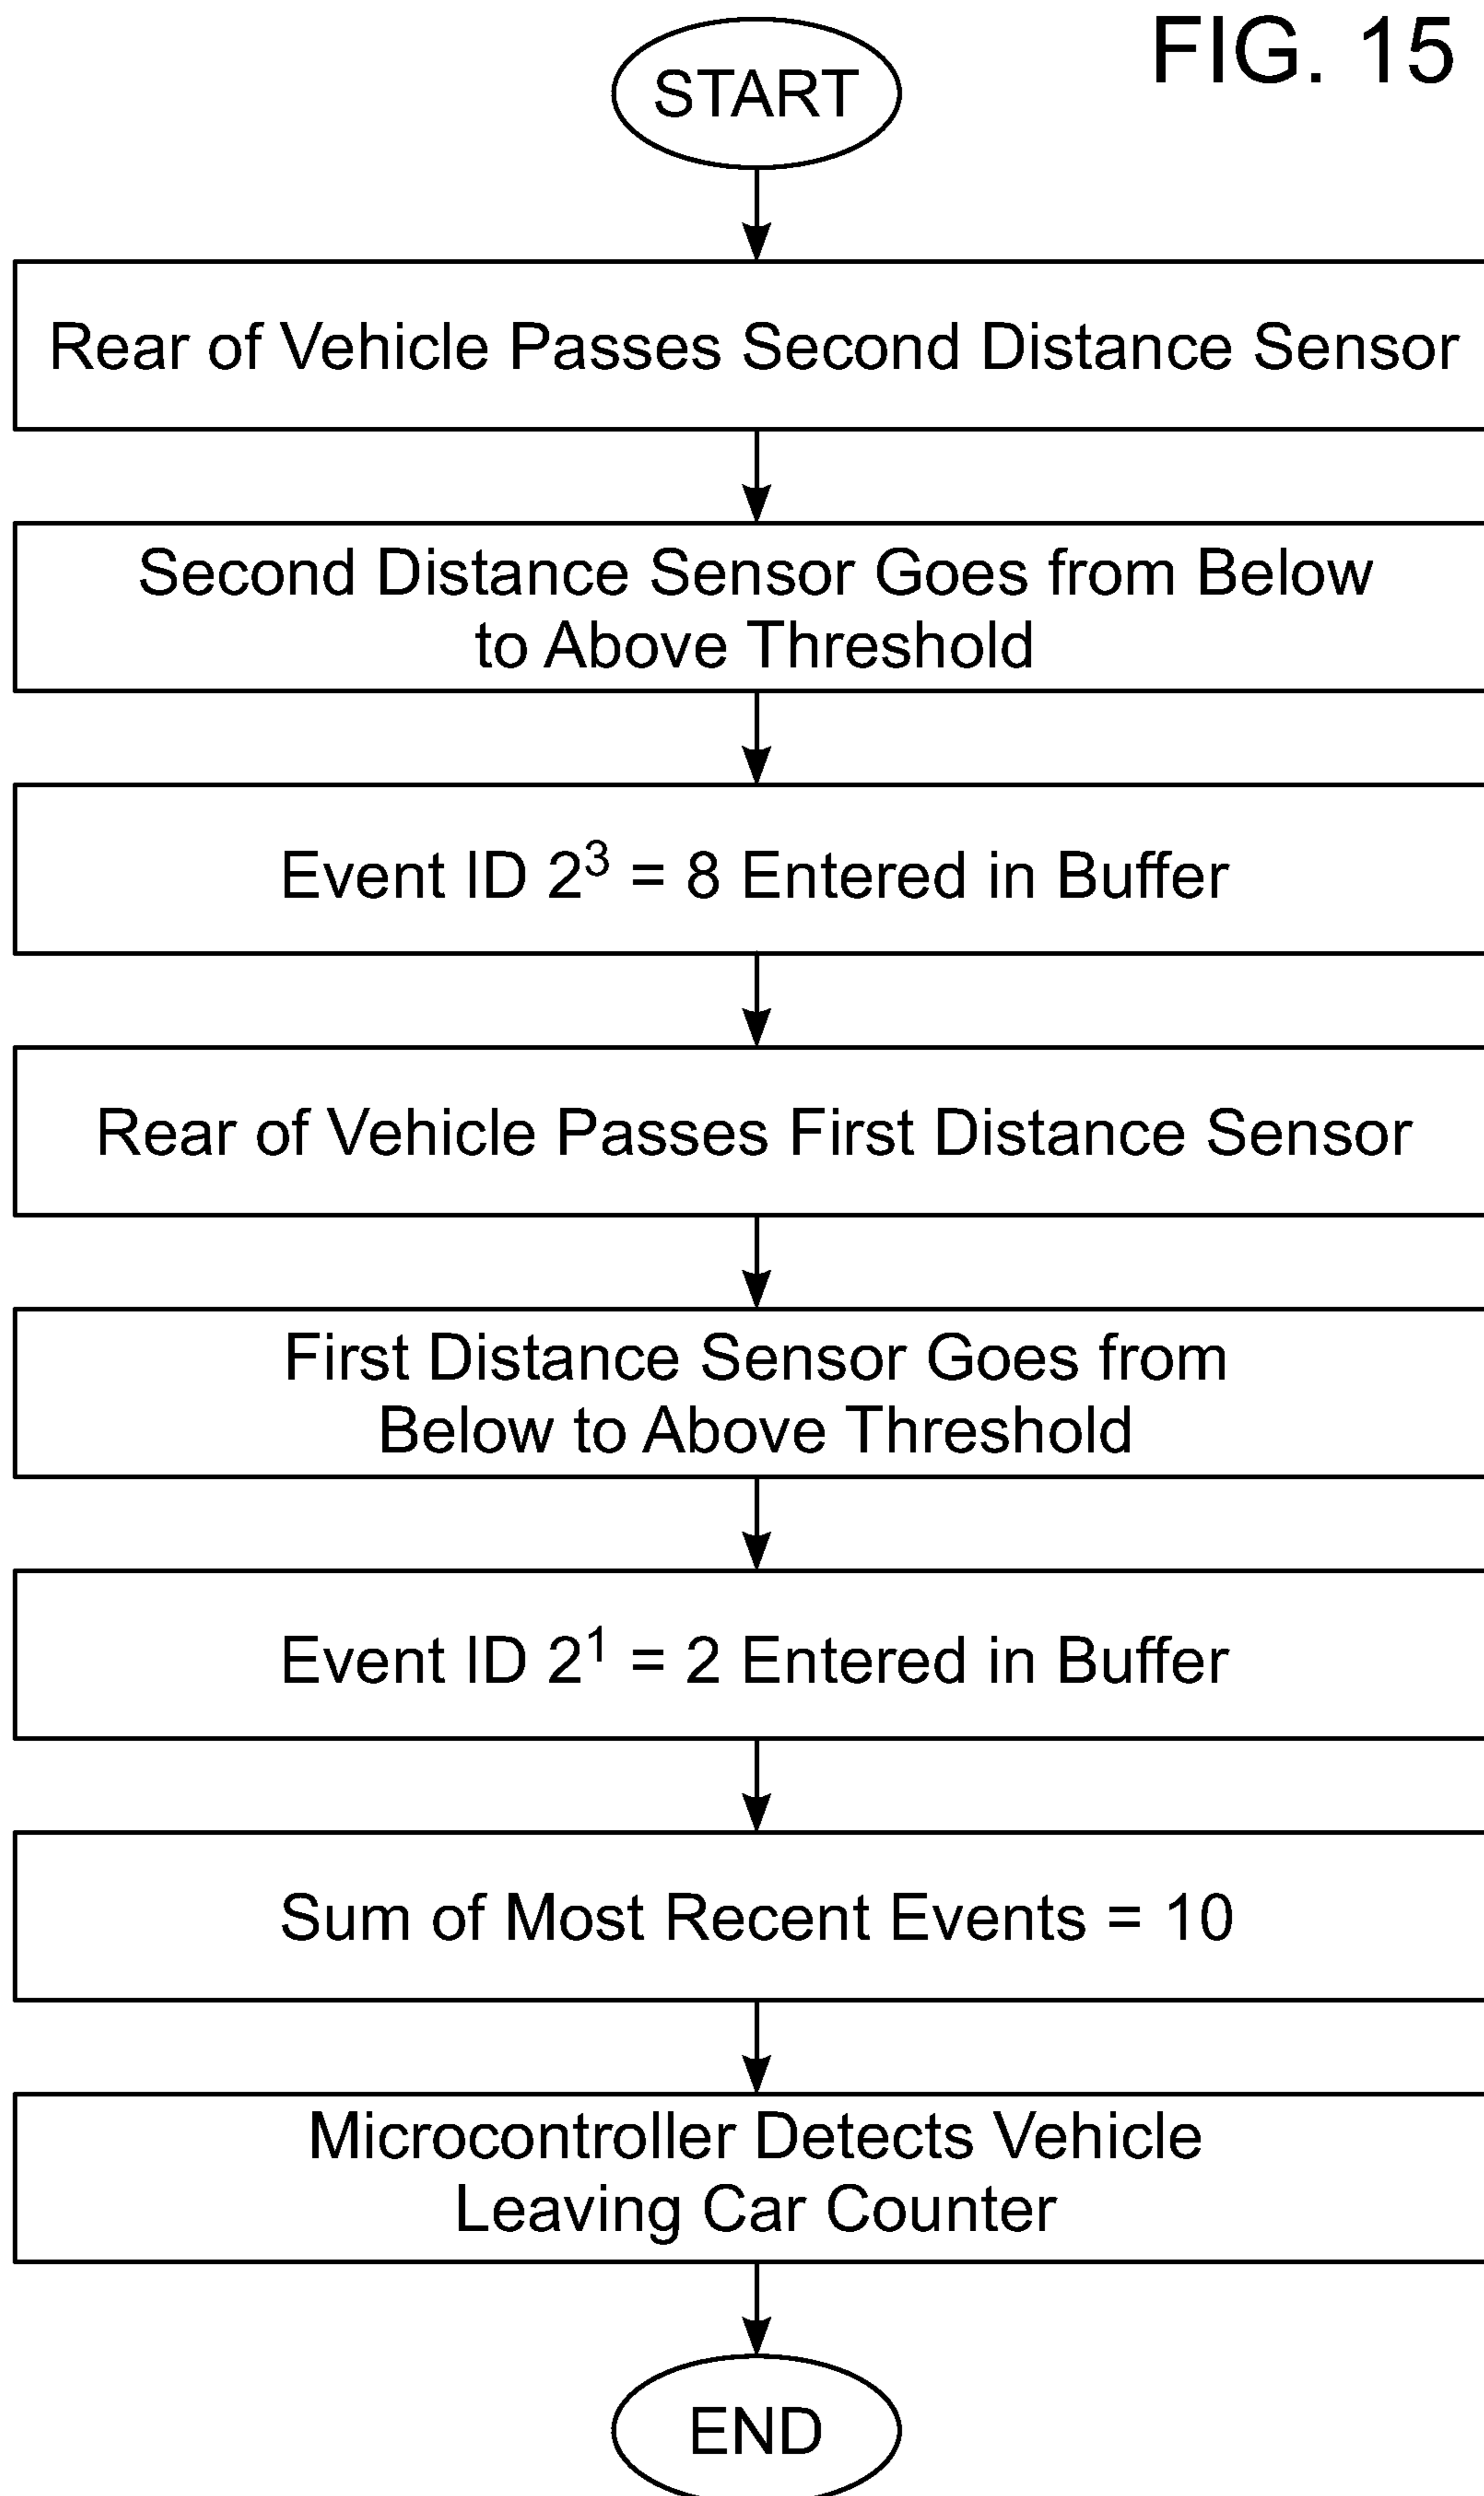 FIG. 15
START
Rear of Vehicle Passes Second Distance Sensor
Second Distance Sensor Goes from Below
to Above Threshold
Event ID 2³ = 8 Entered in Buffer
Rear of Vehicle Passes First Distance Sensor
First Distance Sensor Goes from
Below to Above Threshold
Event ID 2¹ = 2 Entered in Buffer
Sum of Most Recent Events = 10
Microcontroller Detects Vehicle
Leaving Car Counter
END